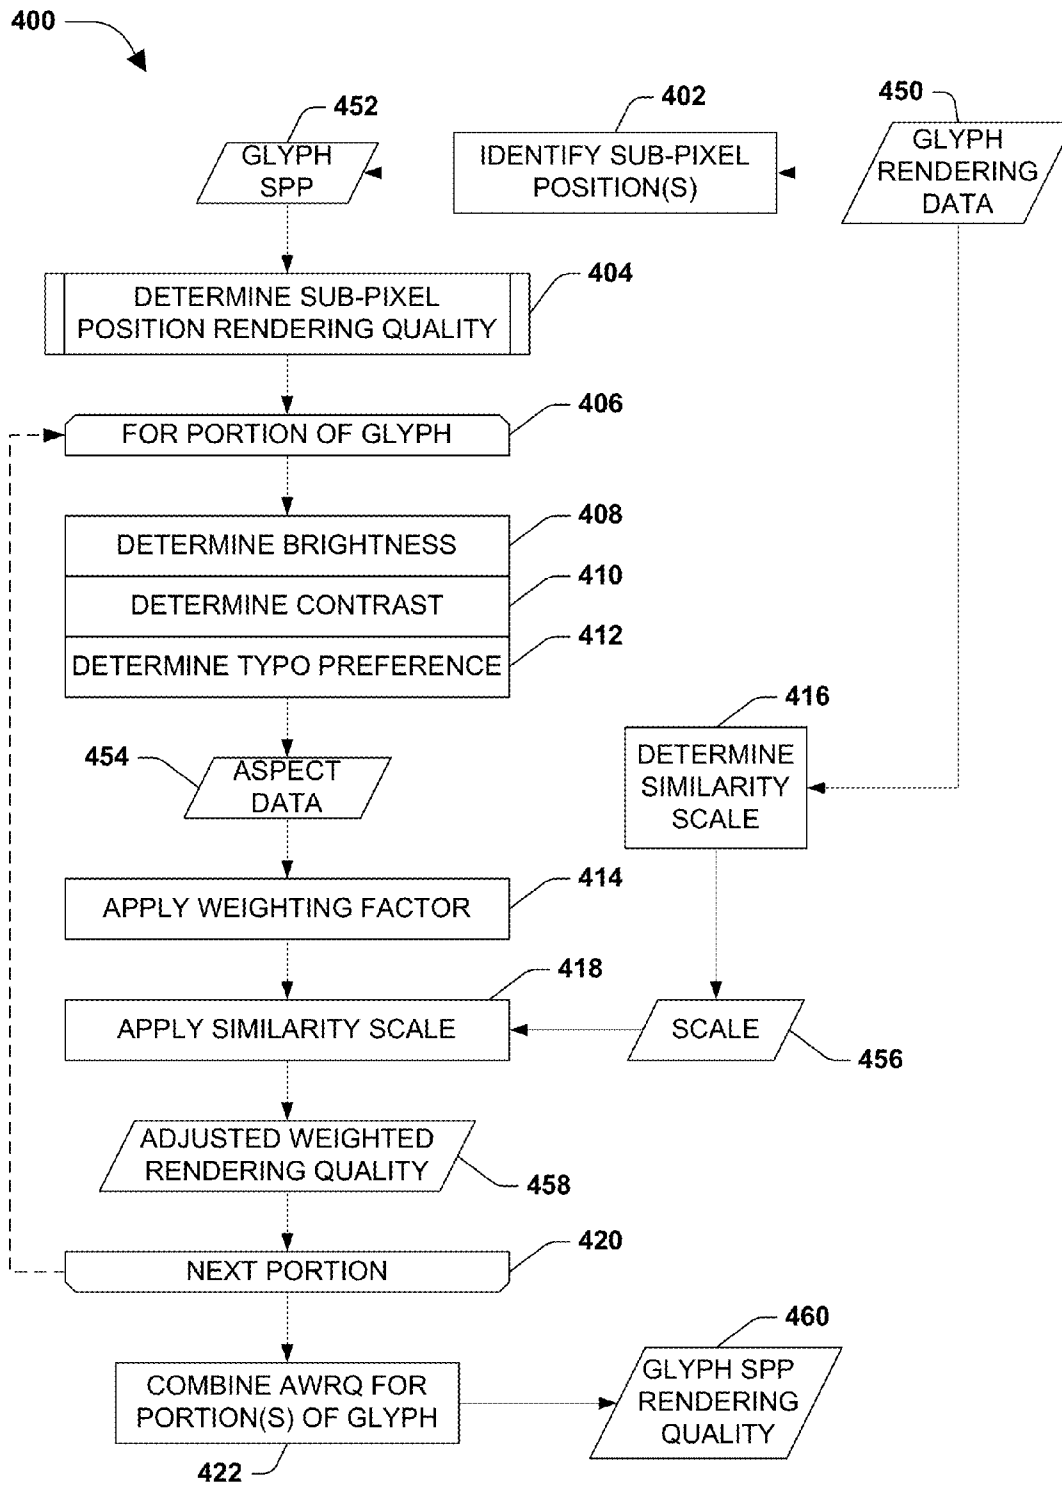 400
452
402
450
GLYPH
SPP
IDENTIFY SUB-PIXEL
POSITION(S)
GLYPH
RENDERING
DATA
404
DETERMINE SUB-PIXEL
POSITION RENDERING QUALITY
406
FOR PORTION OF GLYPH
408
DETERMINE BRIGHTNESS
410
DETERMINE CONTRAST
412
DETERMINE TYPO PREFERENCE
416
DETERMINE
SIMILARITY
SCALE
454
ASPECT
DATA
414
APPLY WEIGHTING FACTOR
418
APPLY SIMILARITY SCALE
SCALE
456
ADJUSTED WEIGHTED
RENDERING QUALITY
458
420
NEXT PORTION
460
COMBINE AWRQ FOR
PORTION(S) OF GLYPH
GLYPH SPP
RENDERING
QUALITY
422